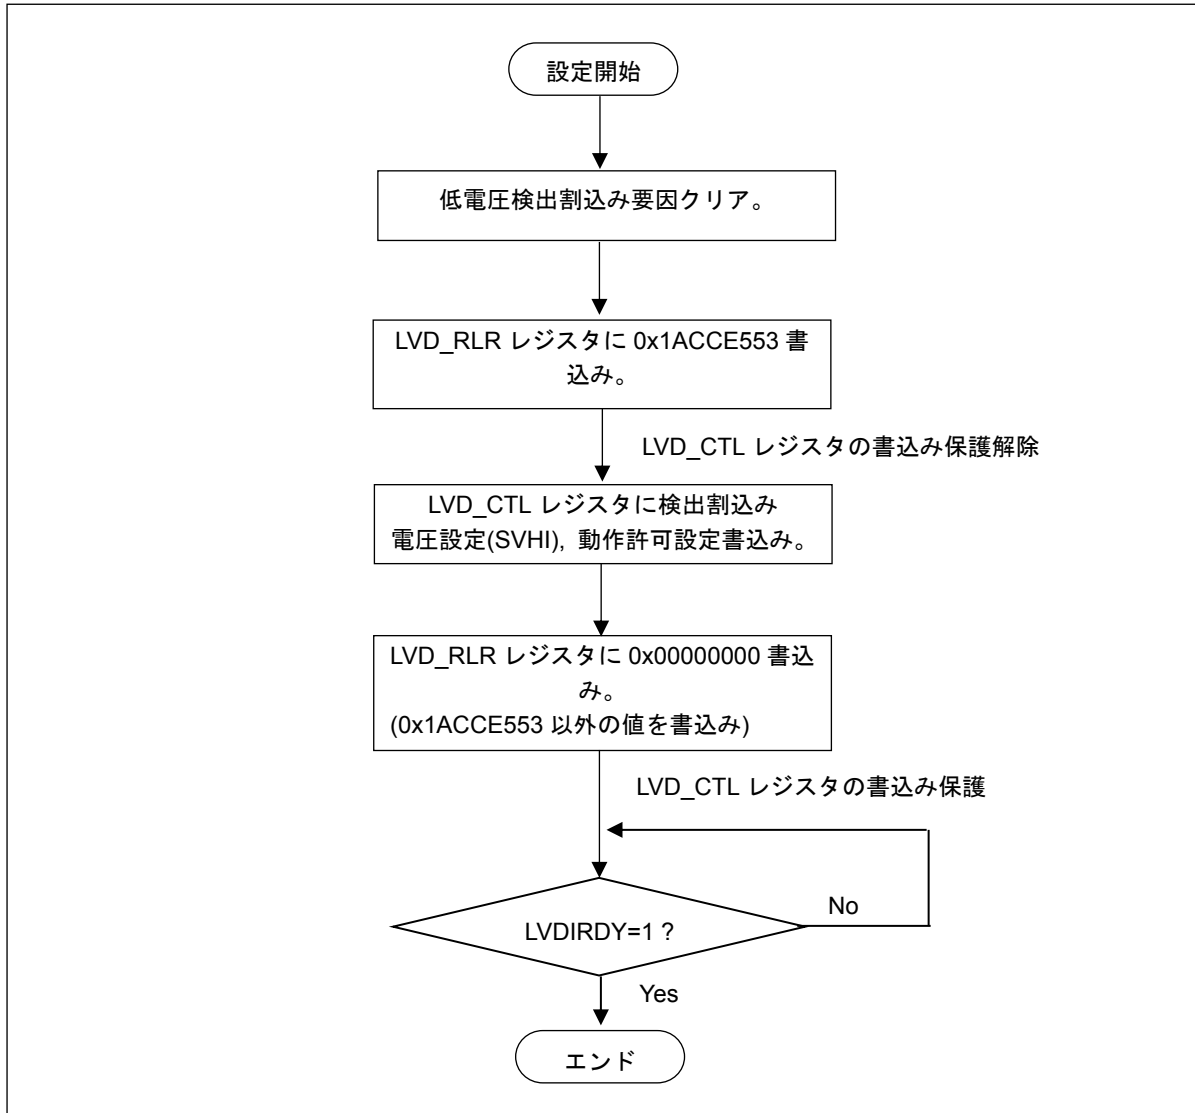 設定開始
低電圧検出割込み要因クリア。
LVD_RLR レジスタに 0x1ACCE553 書
込み。
LVD_CTL レジスタの書込み保護解除
LVD_CTL レジスタに検出割込み
電圧設定(SVHI), 動作許可設定書込み。
LVD_RLR レジスタに 0x00000000 書込
み。
(0x1ACCE553 以外の値を書込み)
LVD_CTL レジスタの書込み保護
No
LVDIRDY=1 ?
Yes
エンド